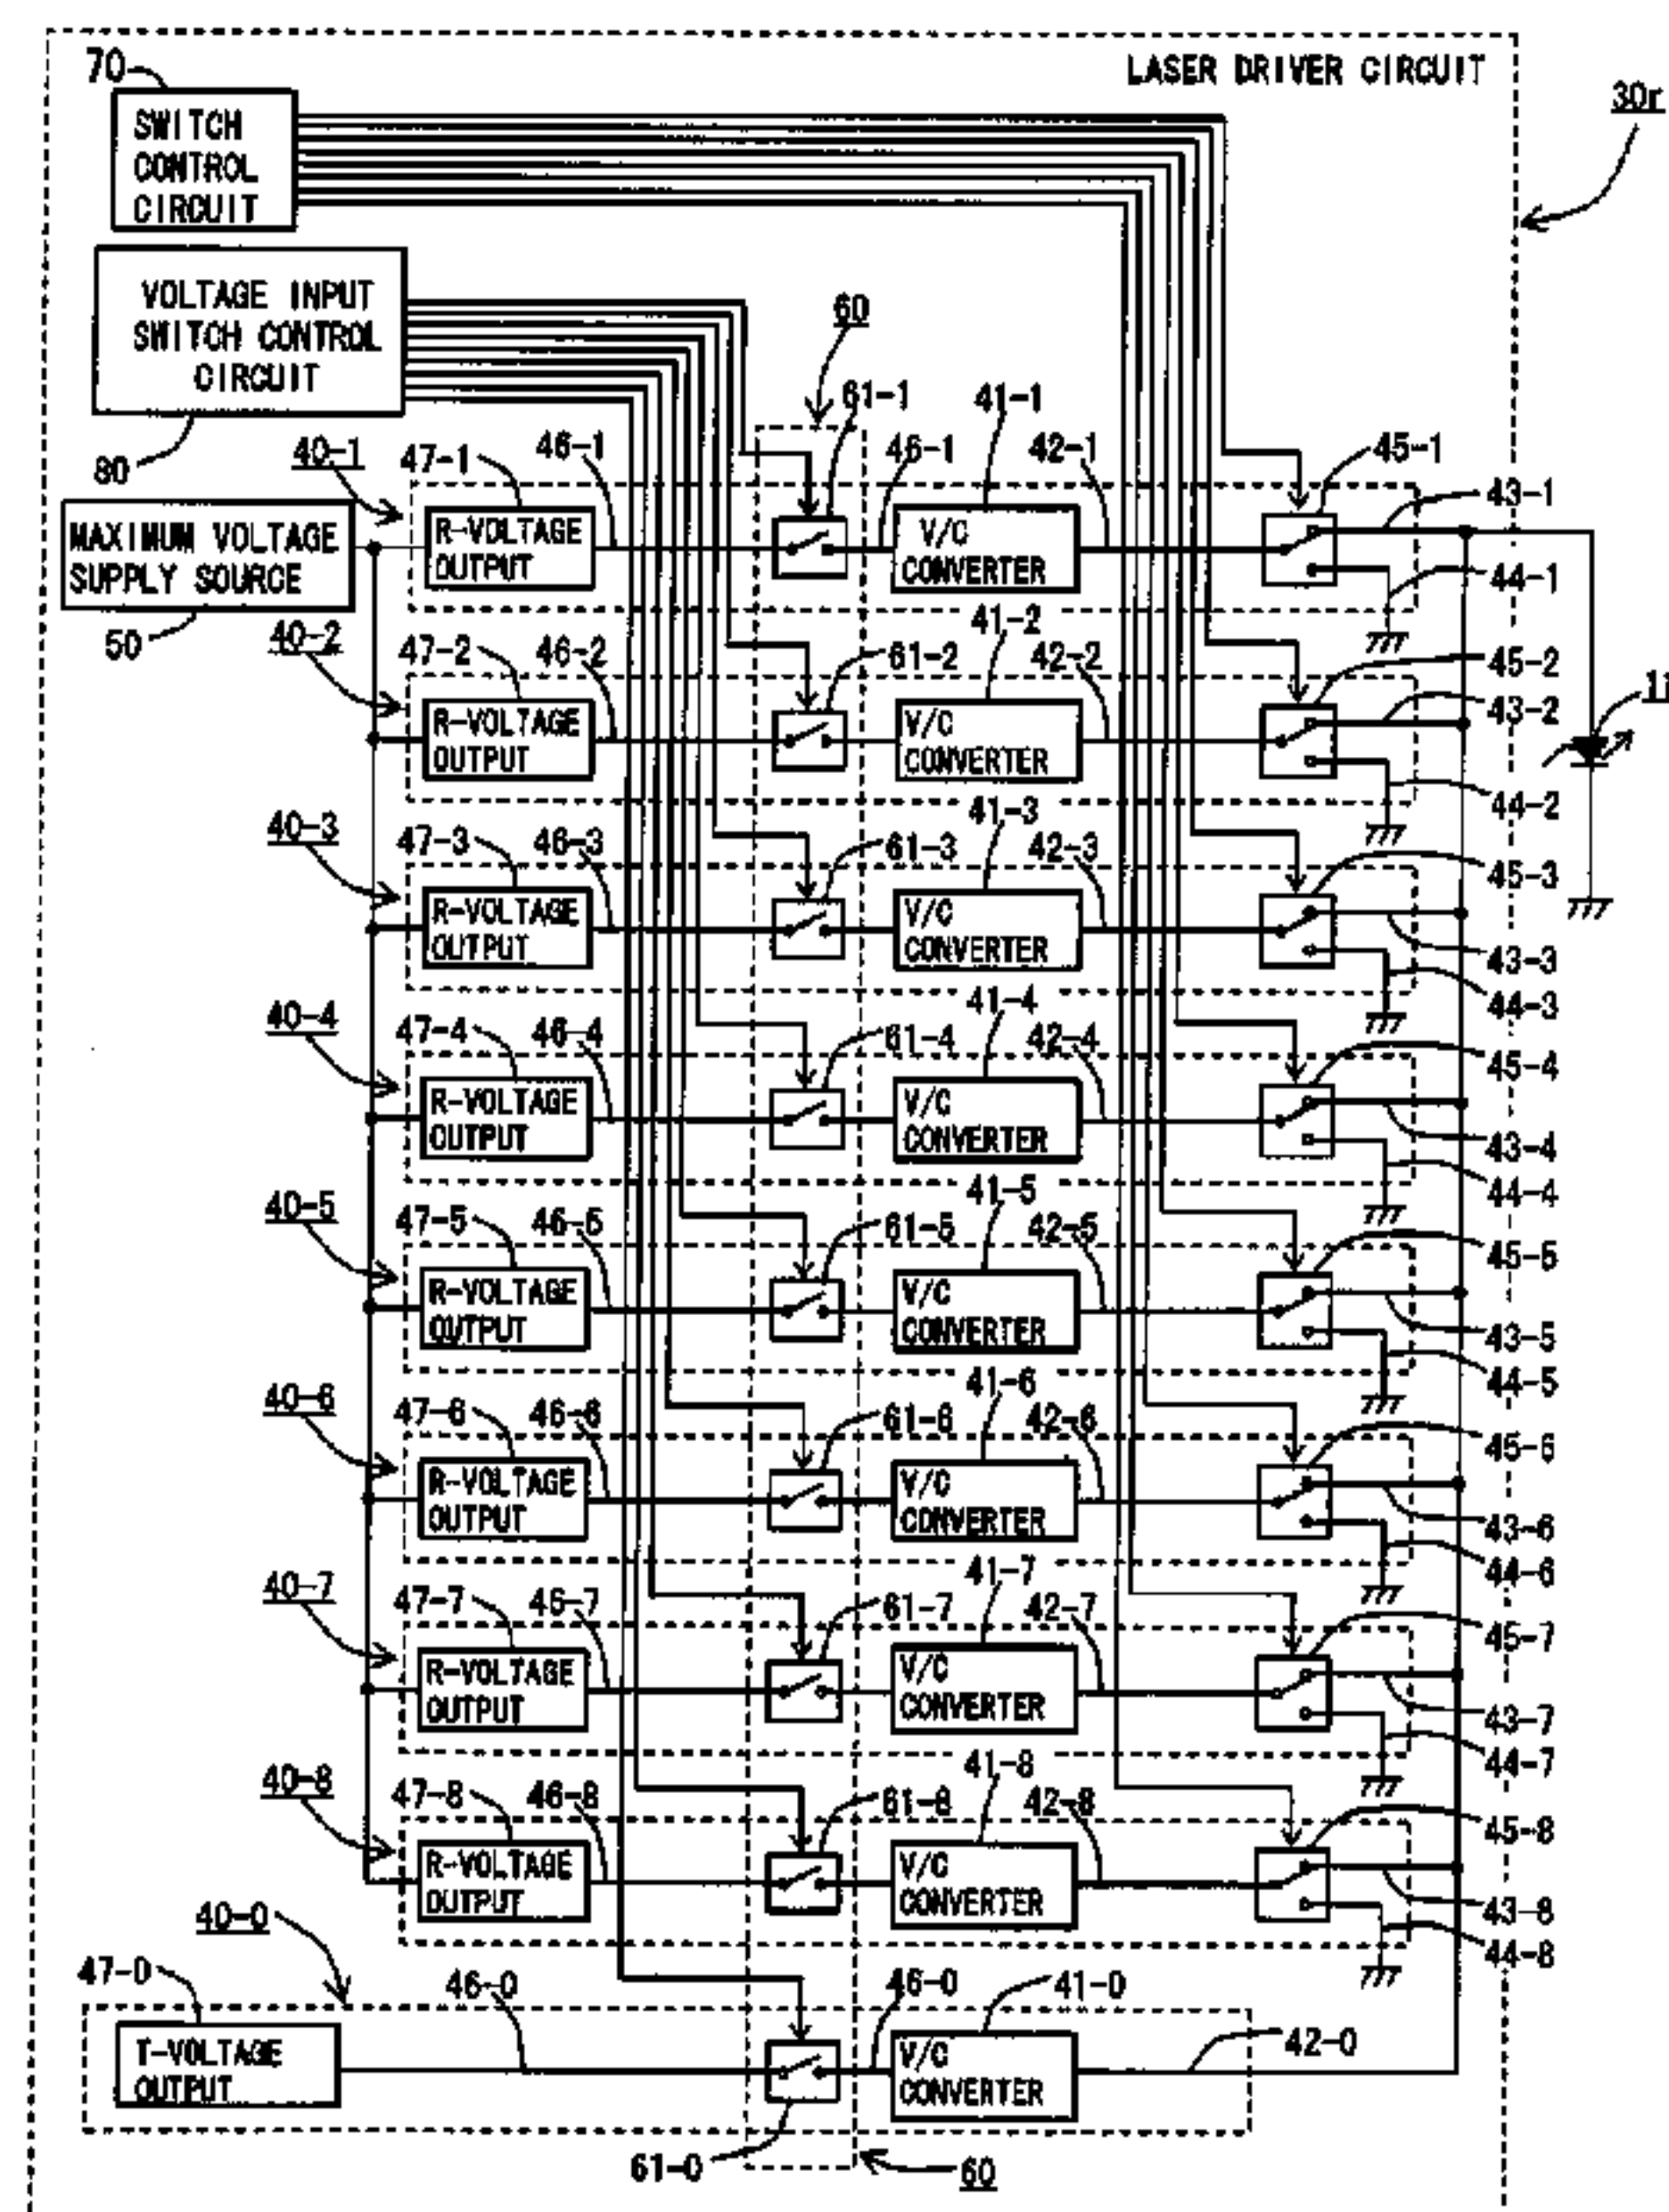 LASER DRIVER CIRCUIT
70
30r
SWITCH
CONTROL
CIRCUIT
VOLTAGE INPUT
SWITCH CONTROL
CIRCUIT
60
80
61-1
41-1
40-1
47-1
46-1
46-1
42-1
45-1
43-1
MAXIMUM VOLTAGE
SUPPLY SOURCE
R-VOLTAGE
OUTPUT
V/C
CONVERTER
44-1
50
40-2
47-2
46-2
61-2
41-2
42-2
45-2
43-2
R-VOLTAGE
OUTPUT
V/C
CONVERTER
44-2
40-3
47-3
46-3
61-3
41-3
42-3
45-3
R-VOLTAGE
OUTPUT
V/C
CONVERTER
43-3
44-3
40-4
47-4
46-4
61-4
41-4
42-4
45-4
R-VOLTAGE
OUTPUT
V/C
CONVERTER
43-4
44-4
40-5
47-5
46-5
61-5
41-5
42-5
45-5
R-VOLTAGE
OUTPUT
V/C
CONVERTER
43-5
44-5
40-6
47-6
46-6
61-6
41-6
42-6
45-6
R-VOLTAGE
OUTPUT
V/C
CONVERTER
43-6
44-6
40-7
47-7
46-7
61-7
41-7
42-7
45-7
R-VOLTAGE
OUTPUT
V/C
CONVERTER
43-7
44-7
40-8
47-8
46-8
61-8
41-8
42-8
45-8
R-VOLTAGE
OUTPUT
V/C
CONVERTER
43-8
44-8
40-0
47-0
46-0
46-0
41-0
42-0
T-VOLTAGE
OUTPUT
V/C
CONVERTER
61-0
60